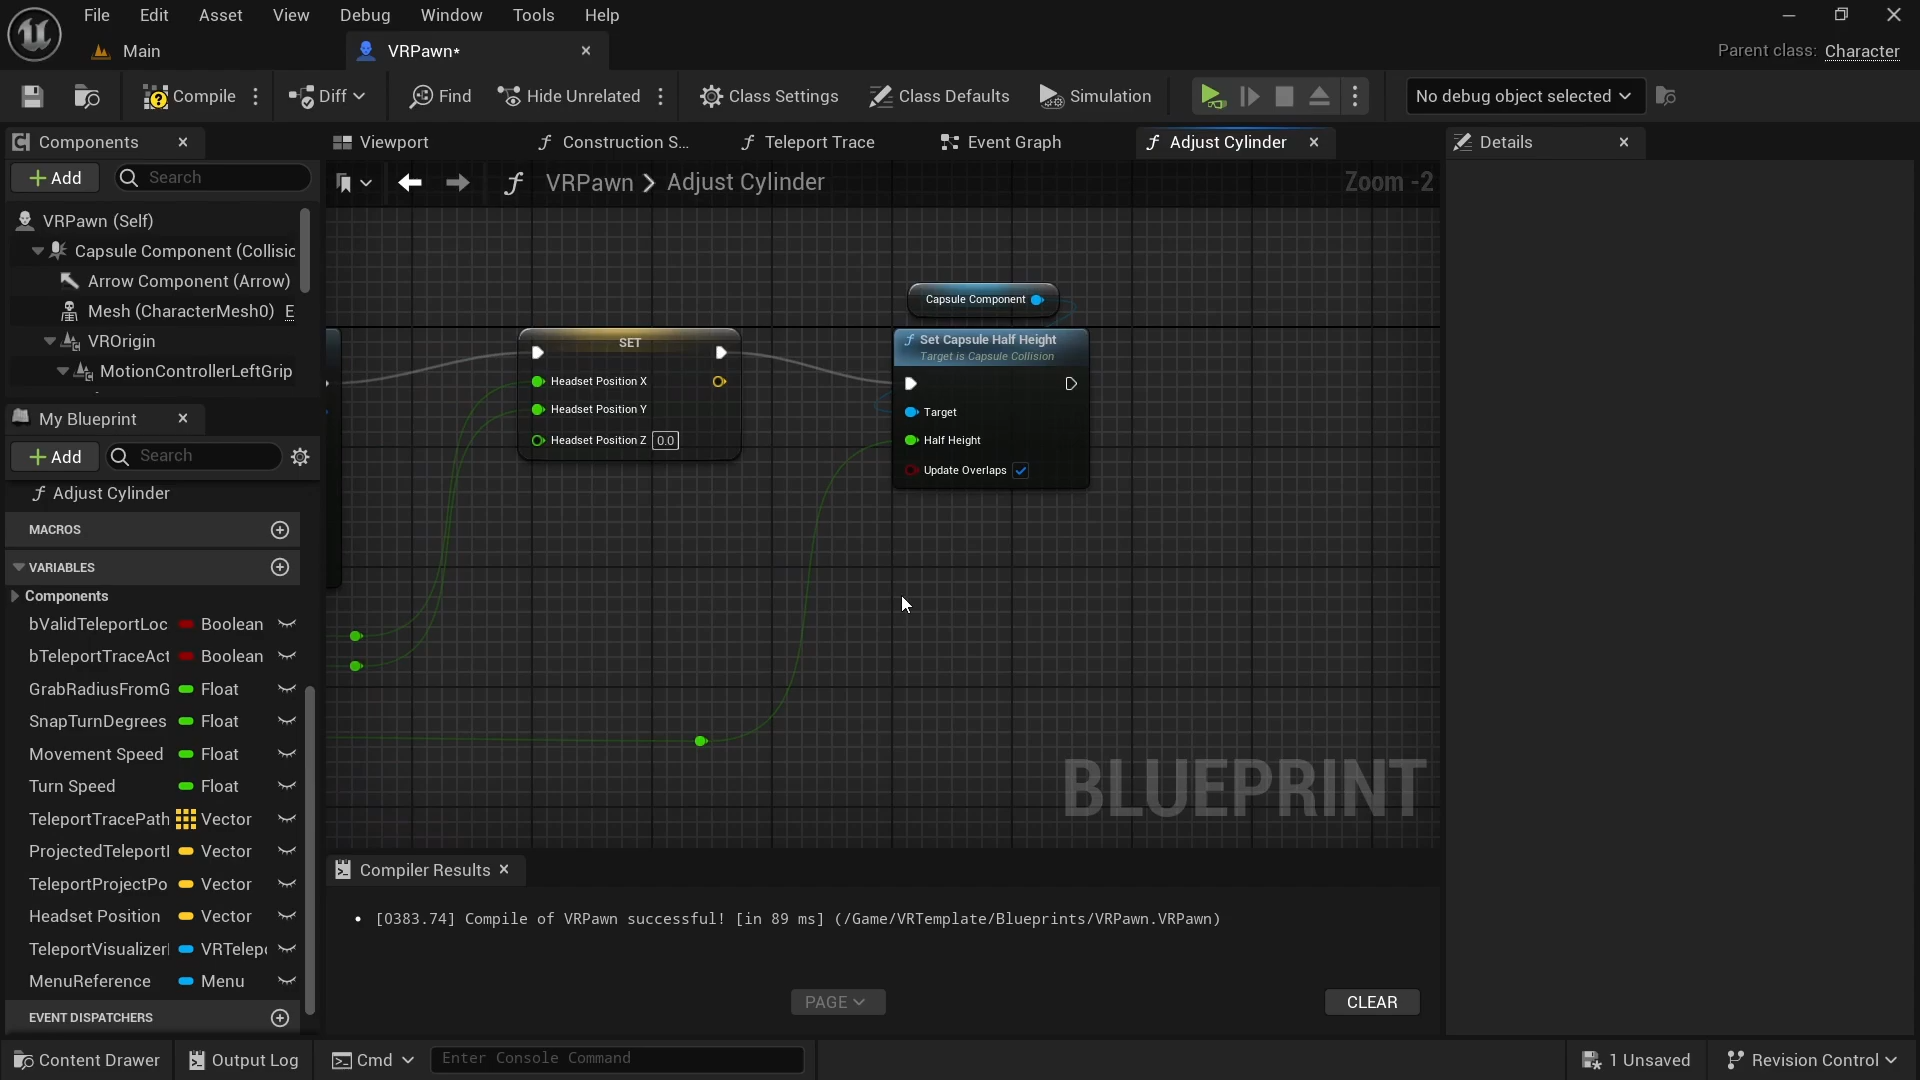 File Edit Asset View Debug Window Tools Help
Main
VRPawn*
Parent class: Character
Compile
Diff
Find
Hide Unrelated
Class Settings
Class Defaults
Simulation
No debug object selected
Components
Viewport
Construction S...
Teleport Trace
Event Graph
Adjust Cylinder
Details
Add
Search
VRPawn > Adjust Cylinder
Zoom -2
VRPawn (Self)
Capsule Component (Collisic
Arrow Component (Arrow)
Mesh (CharacterMesh0) E
VROrigin
MotionControllerLeftGrip
Capsule Component
SET
Headset Position X
Headset Position Y
Headset Position Z 0.0
Set Capsule Half Height
Target is Capsule Collision
Target
Half Height
Update Overlaps
BLUEPRINT
My Blueprint
Add
Search
Adjust Cylinder
MACROS
VARIABLES
Components
bValidTeleportLoc Boolean
bTeleportTraceAct Boolean
GrabRadiusFromG Float
SnapTurnDegrees Float
Movement Speed Float
Turn Speed Float
TeleportTracePath Vector
ProjectedTeleportl Vector
TeleportProjectPo Vector
Headset Position Vector
TeleportVisualizer VRTelep
MenuReference Menu
EVENT DISPATCHERS
Compiler Results
• [0383.74] Compile of VRPawn successful! [in 89 ms] (/Game/VRTemplate/Blueprints/VRPawn.VRPawn)
PAGE
CLEAR
Content Drawer
Output Log
Cmd
Enter Console Command
1 Unsaved
Revision Control